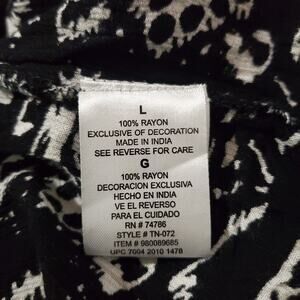 L
100% RAYON
EXCLUSIVE OF DECORATION
MADE IN INDIA
SEE REVERSE FOR CARE
G
100% RAYON
DECORACION EXCLUSIVA
HECHO EN INDIA
VE EL REVERSO
PARA EL CUIDADO
RN # 74786
STYLE # TN-072
ITEM # 980089685
UPC 7004 2010 1478